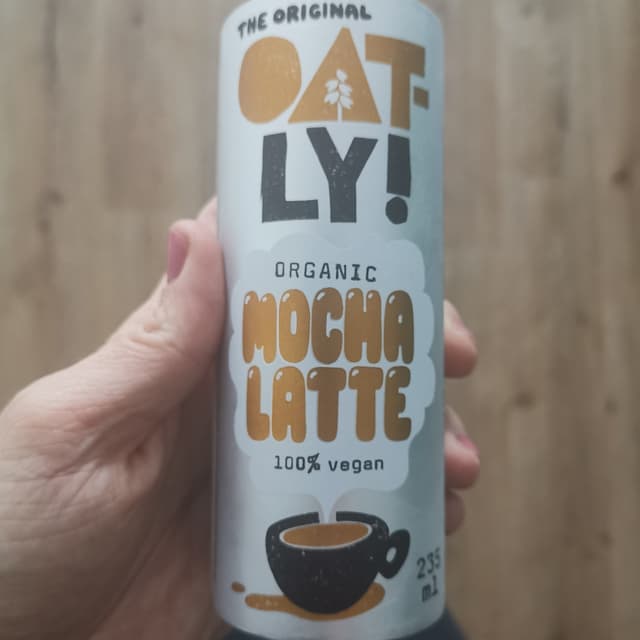 THE ORIGINAL
OAT-
LY!
ORGANIC
MOCHA
LATTE
100% vegan
235
ml